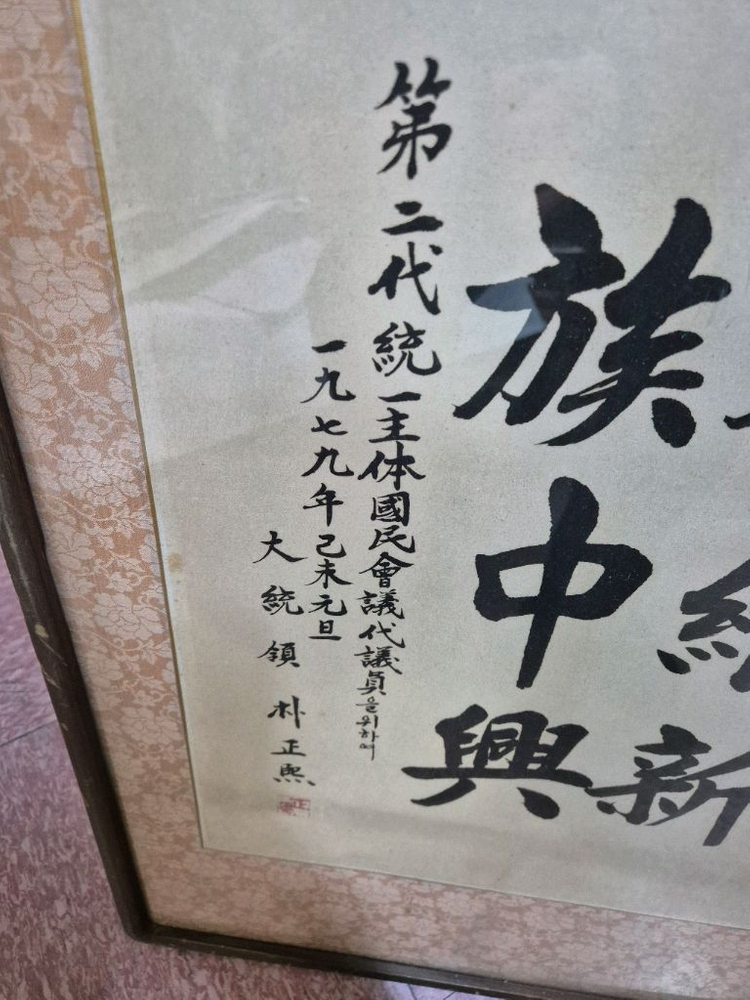 新
族中興
第二代統一主体國民會議代議員을위하여
一九七九年己未元旦
大統領 朴正熙